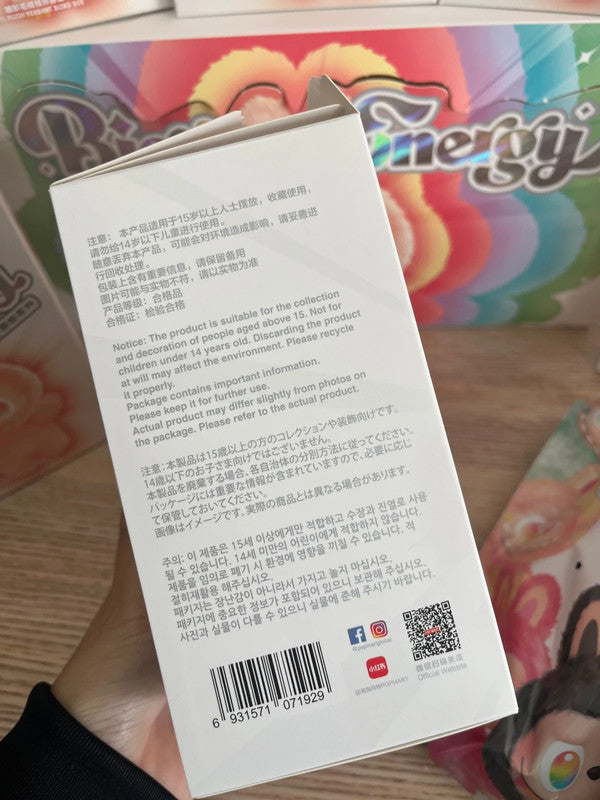 Big
Energy
注意： 本产品适用于15岁以上人士摆放，收藏使用，
请勿给14岁以下儿童进行使用。
随意丢弃本产品，可能会对环境造成影响，请妥善进
行回收处理。
包装上含有重要信息，请保留备用
图片可能与实物不符，请以实物为准
产品等级：合格品
合格证：检验合格
Notice: The product is suitable for the collection
and decoration of people aged above 15. Not for
children under 14 years old. Discarding the product
at will may affect the environment. Please recycle
it properly.
Package contains important information.
Please keep it for further use.
Actual product may differ slightly from photos on
the package. Please refer to the actual product.
注意：本製品は15歳以上の方のコレクションや装飾向けです。
14歳以下のお子さま向けではございません。
本製品を廃棄する場合、各自治体の分別方法に従ってください。
パッケージには重要な情報が含まれていますので、必要に応じ
て保管しておいてください。
画像はイメージです。実際の商品とは異なる場合があります。
주의: 이 제품은 15세 이상에게만 적합하고 수장과 진열로 사용
될 수 있습니다. 14세 미만의 어린이에게 적합하지 않습니다.
제품을 임의로 폐기 시 환경에 영향을 끼칠 수 있습니다. 적
절히재활용 해주십시오.
패키지는 장난감이 아니라서 가지고 놀지 마십시오.
패키지에 중요한 정보가 포함되어 있으니 보관해 주십시오.
사진과 실물이 다를 수 있으니 실물에 준해 주시기 바랍니다.
@popmartglobal
小红书
@泡泡玛特POPMART
微信扫码关注
Official Website
6 931571 071929